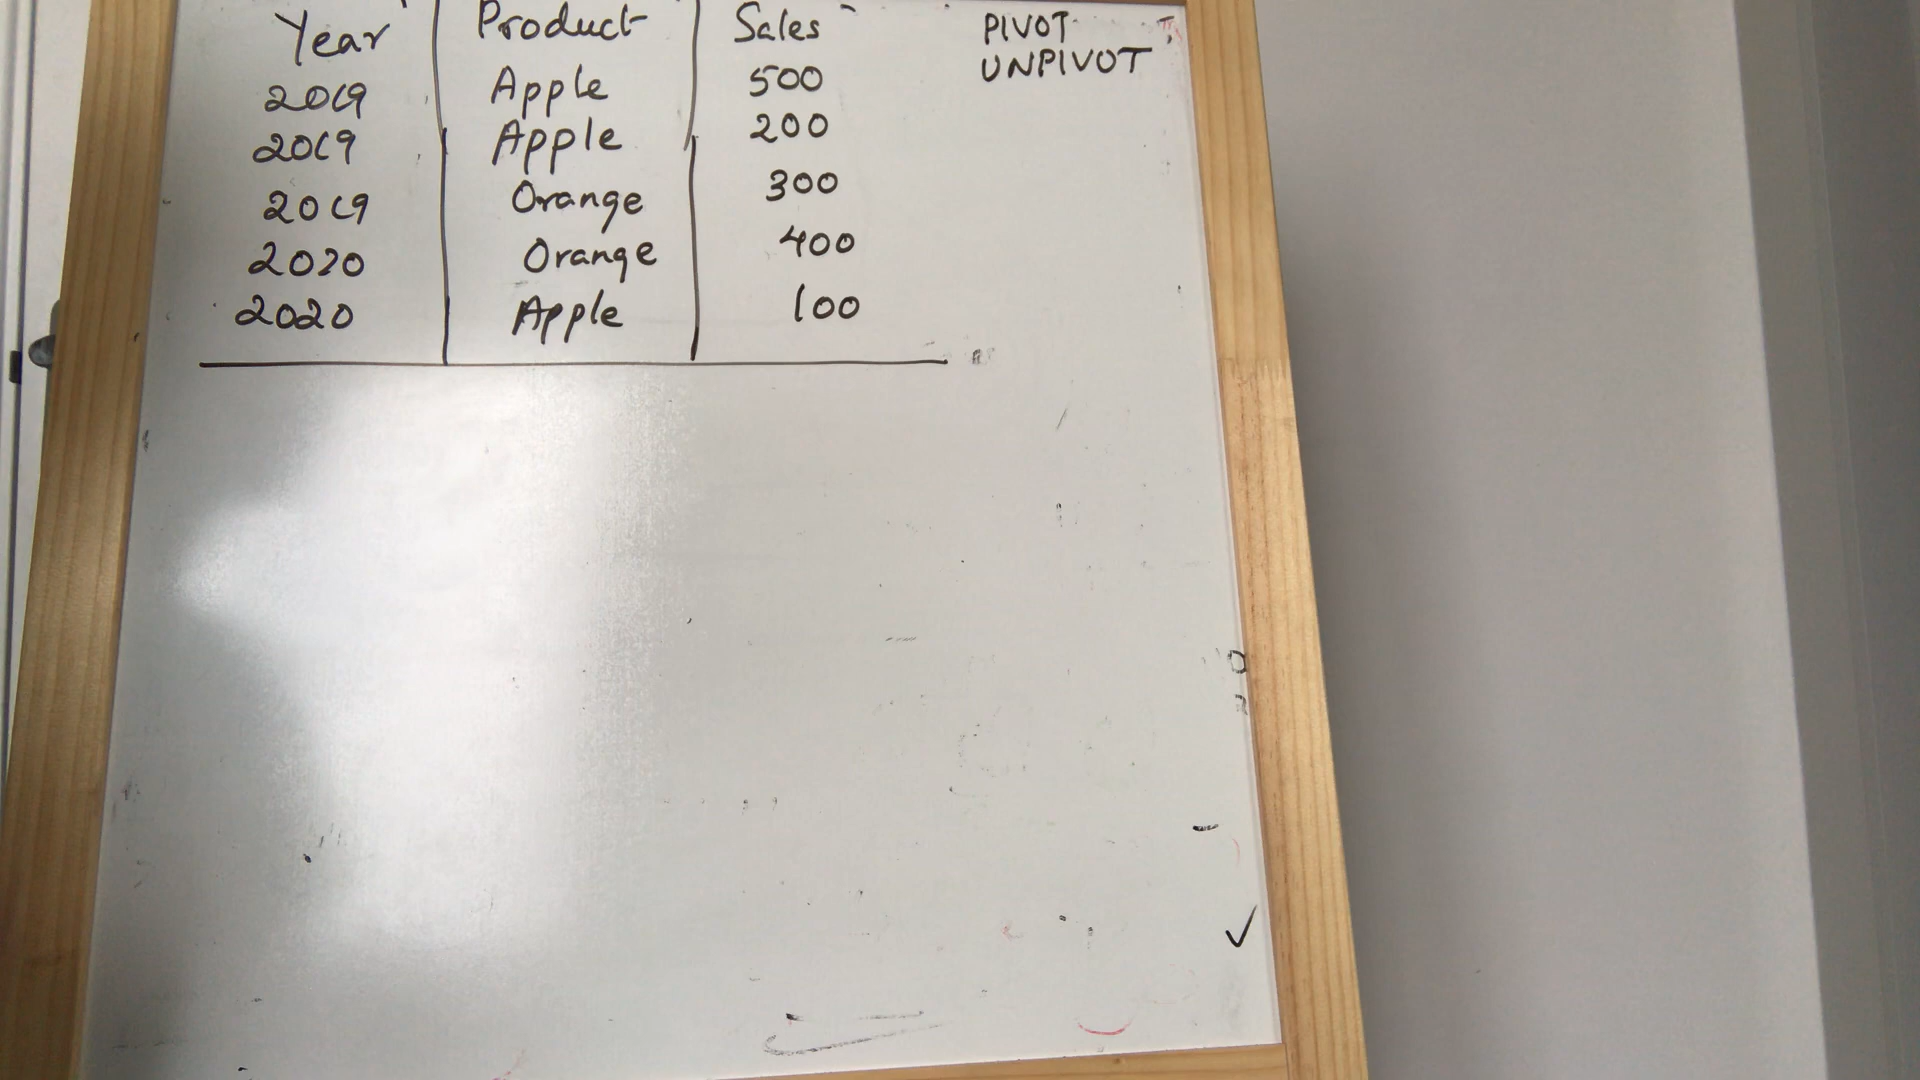 Year Product Sales
2019 Apple 500
2019 Apple 200
2019 Orange 300
2020 Orange 400
2020 Apple 100
PIVOT
UNPIVOT